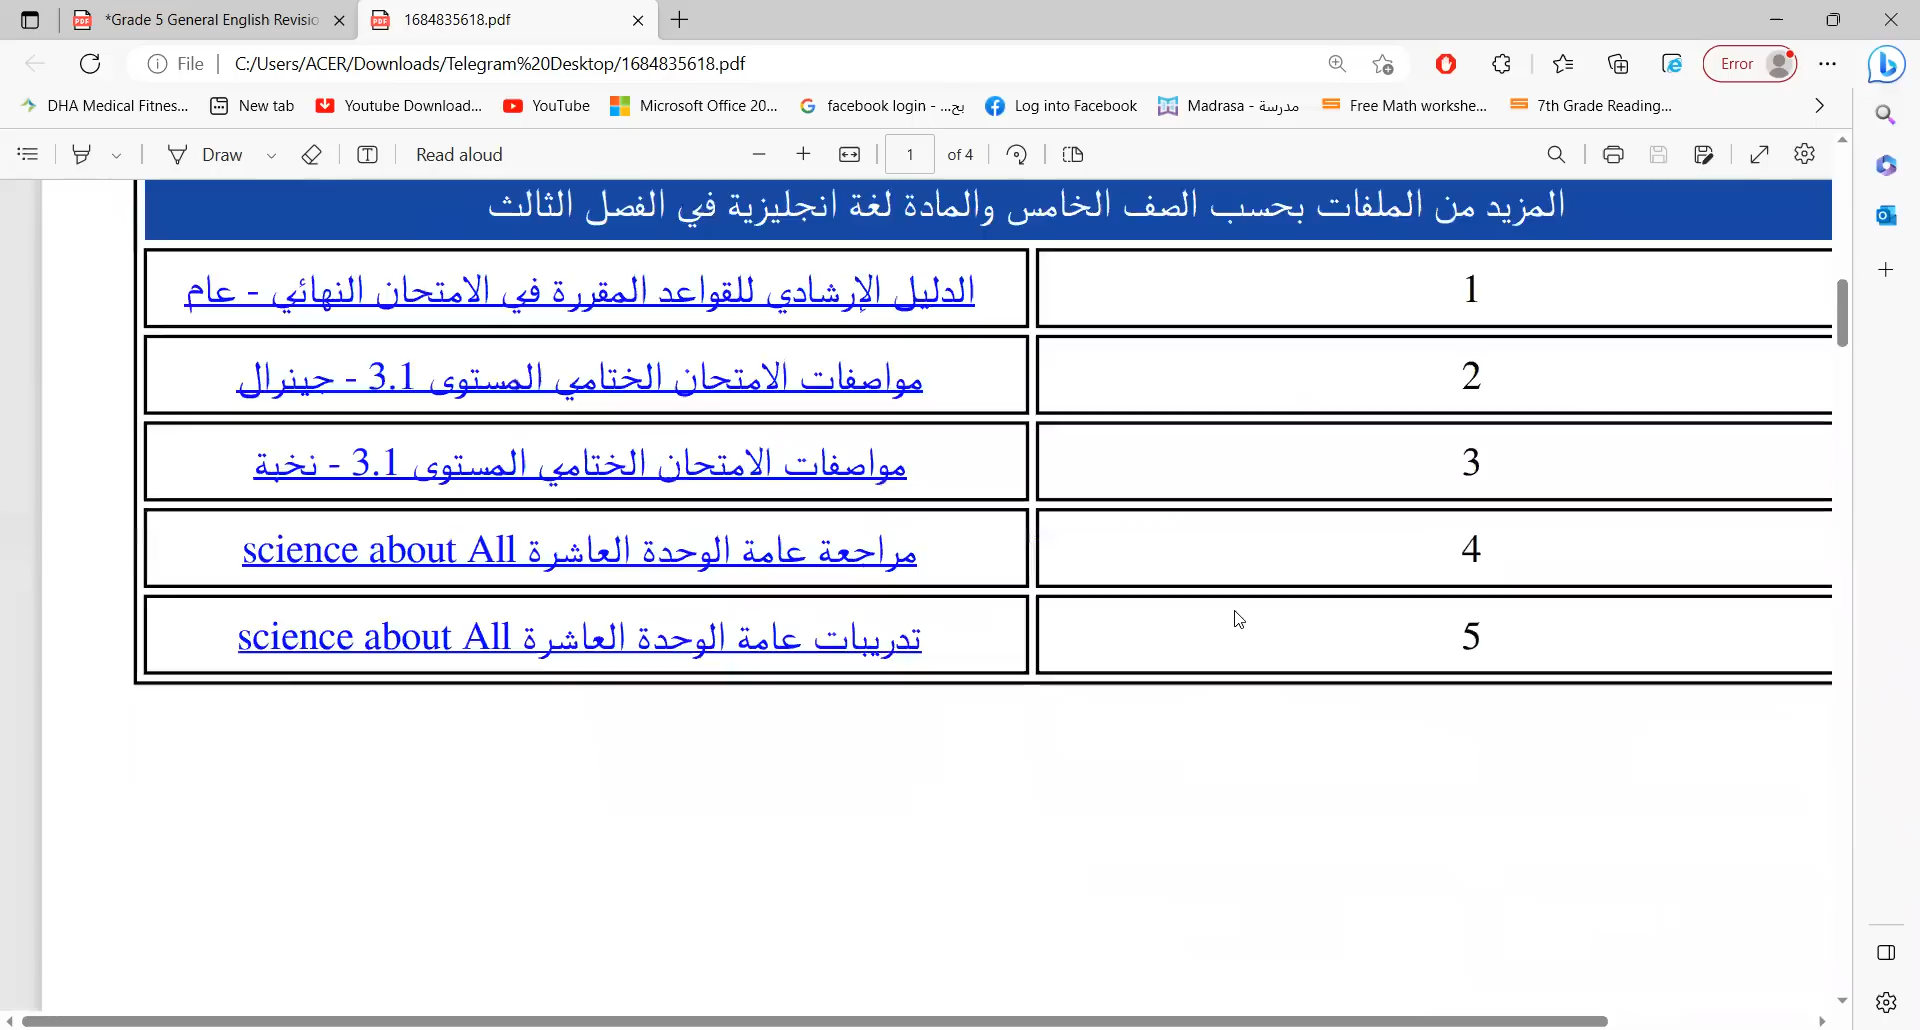 *Grade 5 General English Revisio
1684835618.pdf
File
C:/Users/ACER/Downloads/Telegram%20Desktop/1684835618.pdf
Error
DHA Medical Fitnes...
New tab
Youtube Download...
YouTube
Microsoft Office 20...
facebook login - ...بح
Log into Facebook
Madrasa - مدرسة
Free Math workshe...
7th Grade Reading...
Draw
Read aloud
1
of 4
المزيد من الملفات بحسب الصف الخامس والمادة لغة انجليزية في الفصل الثالث
الدليل الإرشادي للقواعد المقررة في الامتحان النهائي - عام
1
مواصفات الامتحان الختامي المستوى 3.1 - جينرال
2
مواصفات الامتحان الختامي المستوى 3.1 - نخبة
3
مراجعة عامة الوحدة العاشرة science about All
4
تدريبات عامة الوحدة العاشرة science about All
5